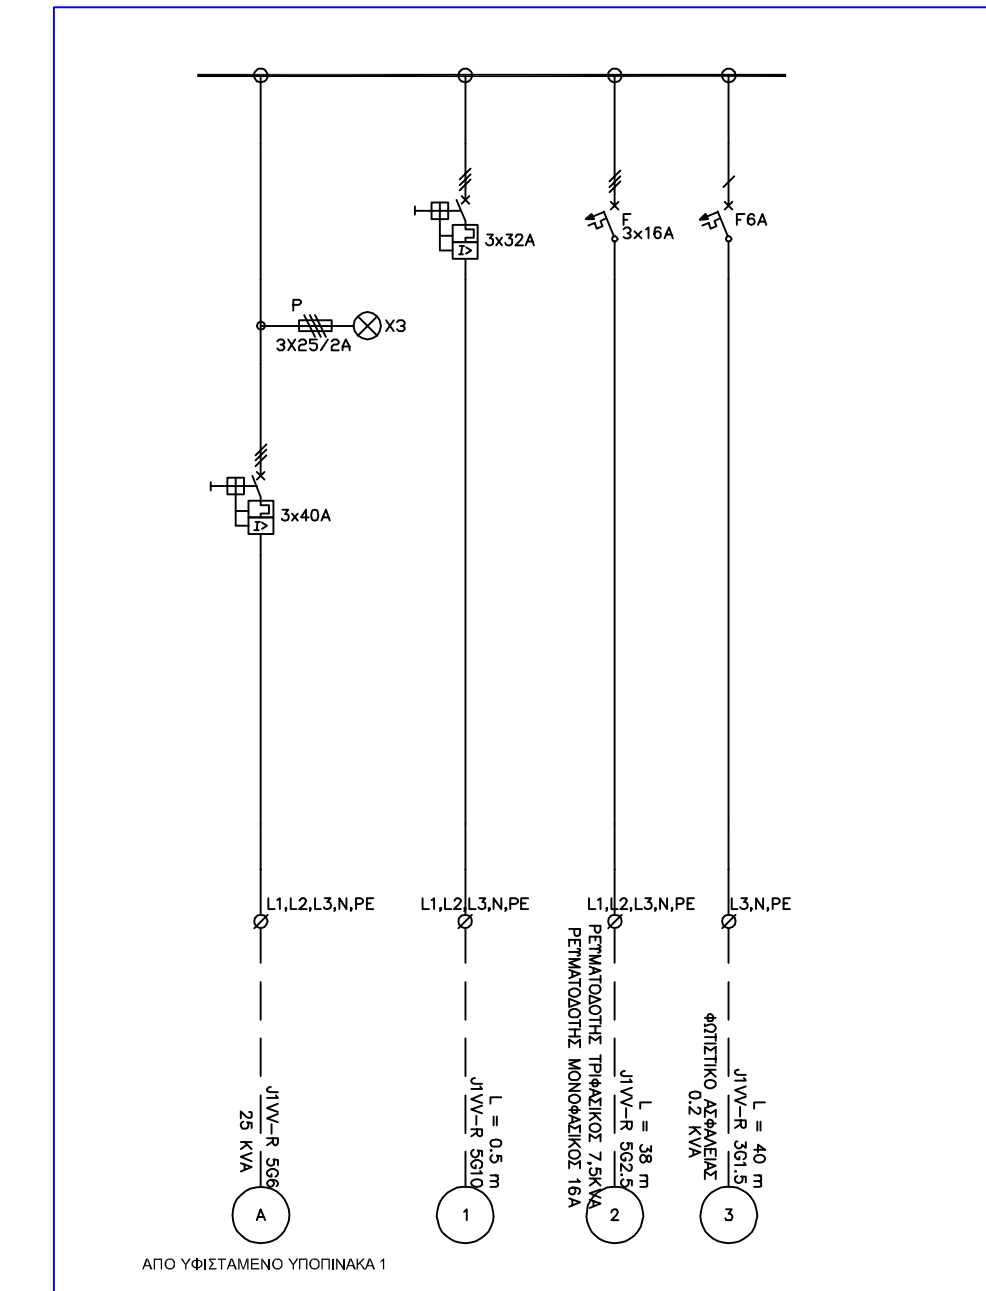 3x32A
F
3x16A
F6A
P
X3
3X25/2A
3x40A
I>
I>
L1,L2,L3,N,PE
L1,L2,L3,N,PE
L1,L2,L3,N,PE
L3,N,PE
J1VV-R 5G6
25 KVA
L = 0.5 m
J1VV-R 5G10
L = 38 m
J1VV-R 5G2.5
ΡΕΥΜΑΤΟΔΟΤΗΣ ΤΡΙΦΑΣΙΚΟΣ 7,5KVA
ΡΕΥΜΑΤΟΔΟΤΗΣ ΜΟΝΟΦΑΣΙΚΟΣ 16A
L = 40 m
J1VV-R 3G1.5
ΦΩΤΙΣΤΙΚΟ ΑΣΦΑΛΕΙΑΣ
0.2 KVA
A
1
2
3
ΑΠΟ ΥΦΙΣΤΑΜΕΝΟ ΥΠΟΠΙΝΑΚΑ 1